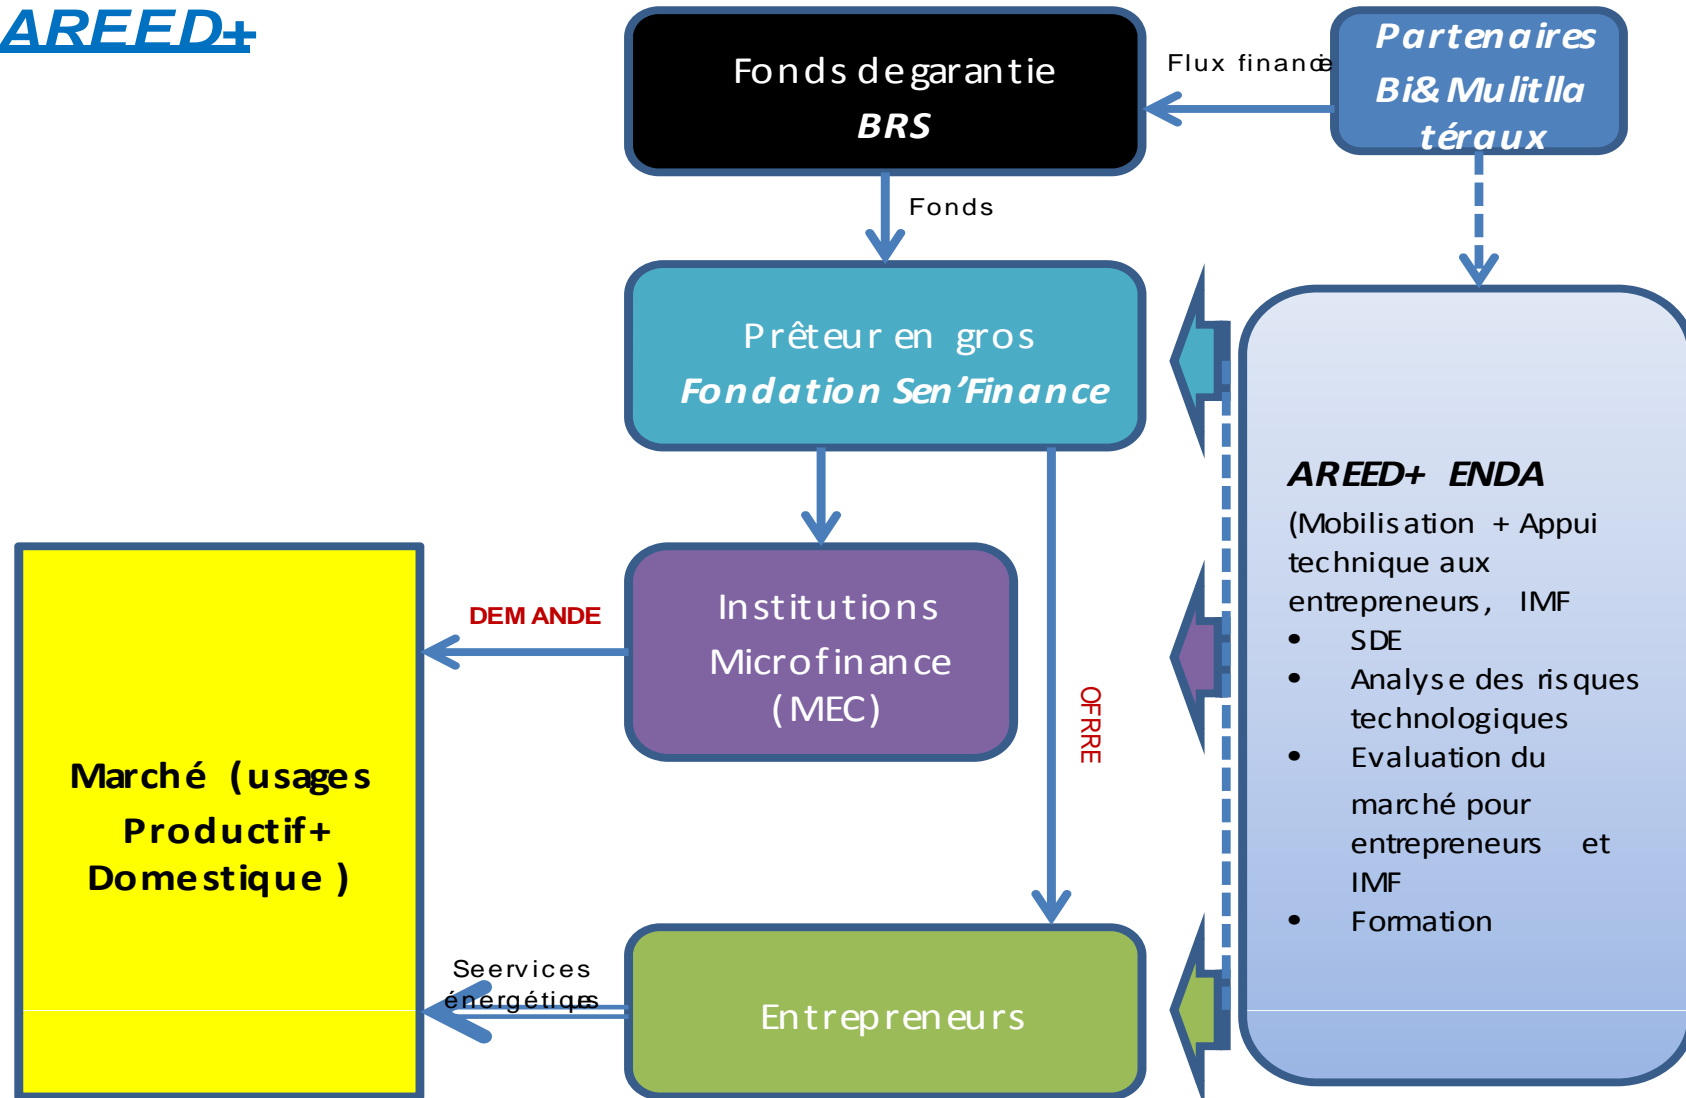 AREED+
Fonds de garantie
BRS
Flux financie
Partenaires
Bi& Mulitlla
téraux
Fonds
Prêteur en gros
Fondation Sen’Finance
AREED+ ENDA
(Mobilisation + Appui
technique aux
entrepreneurs, IMF
• SDE
• Analyse des risques
technologiques
• Evaluation du
marché pour
entrepreneurs et
IMF
• Formation
DEMANDE
Institutions
Microfinance
(MEC)
OFRRE
Marché (usages
Productif+
Domestique )
Seervices
énergétiques
Entrepreneurs